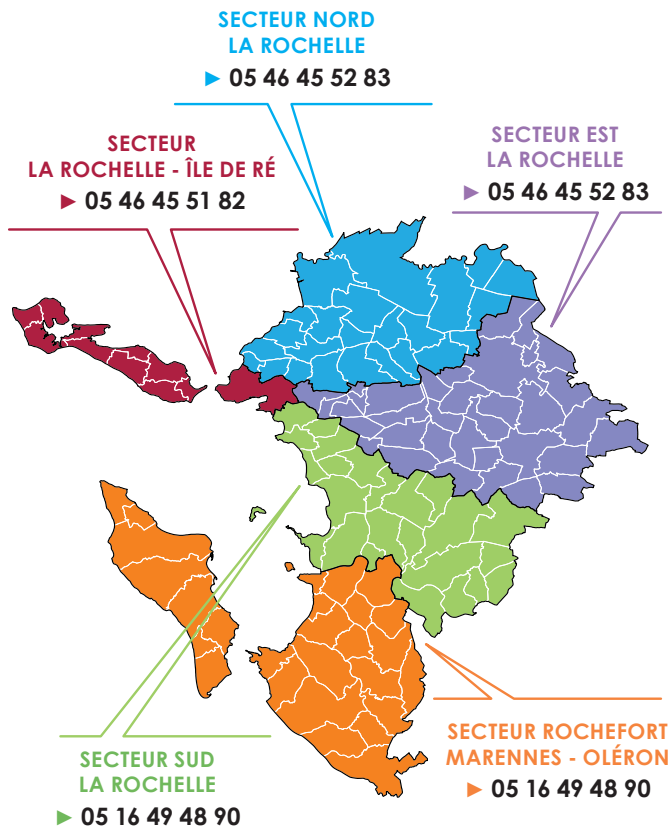 SECTEUR NORD
LA ROCHELLE
► 05 46 45 52 83
SECTEUR
LA ROCHELLE - ÎLE DE RÉ
► 05 46 45 51 82
SECTEUR EST
LA ROCHELLE
► 05 46 45 52 83
SECTEUR SUD
LA ROCHELLE
► 05 16 49 48 90
SECTEUR ROCHEFORT
MARENNES - OLÉRON
► 05 16 49 48 90